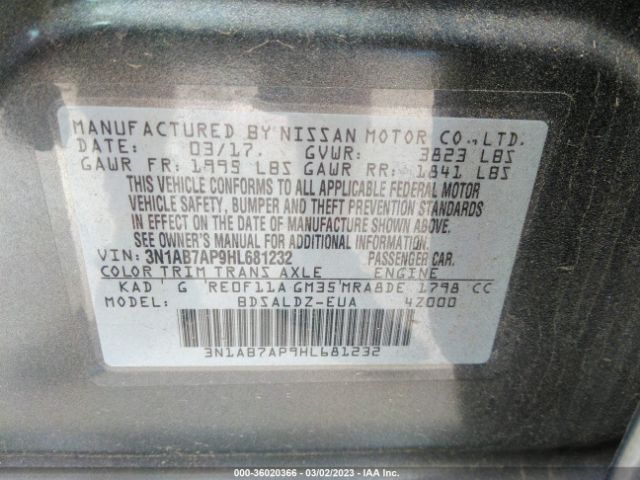 MANUFACTURED BY NISSAN MOTOR CO.,LTD.
DATE: 03/17. GVWR: 3823 LBS
GAWR FR: 1995 LBS GAWR RR: 1841 LBS
THIS VEHICLE CONFORMS TO ALL APPLICABLE FEDERAL MOTOR
VEHICLE SAFETY, BUMPER AND THEFT PREVENTION STANDARDS
IN EFFECT ON THE DATE OF MANUFACTURE SHOWN ABOVE.
SEE OWNER'S MANUAL FOR ADDITIONAL INFORMATION.
VIN: 3N1AB7AP9HL681232 PASSENGER CAR.
COLOR TRIM TRANS AXLE ENGINE
KAD G RE0F11A GM35 MRA8DE 1798 CC
MODEL: BDSALDZ-EUA 4Z000
3N1AB7AP9HL681232
000-36020366 - 03/02/2023 - IAA Inc.